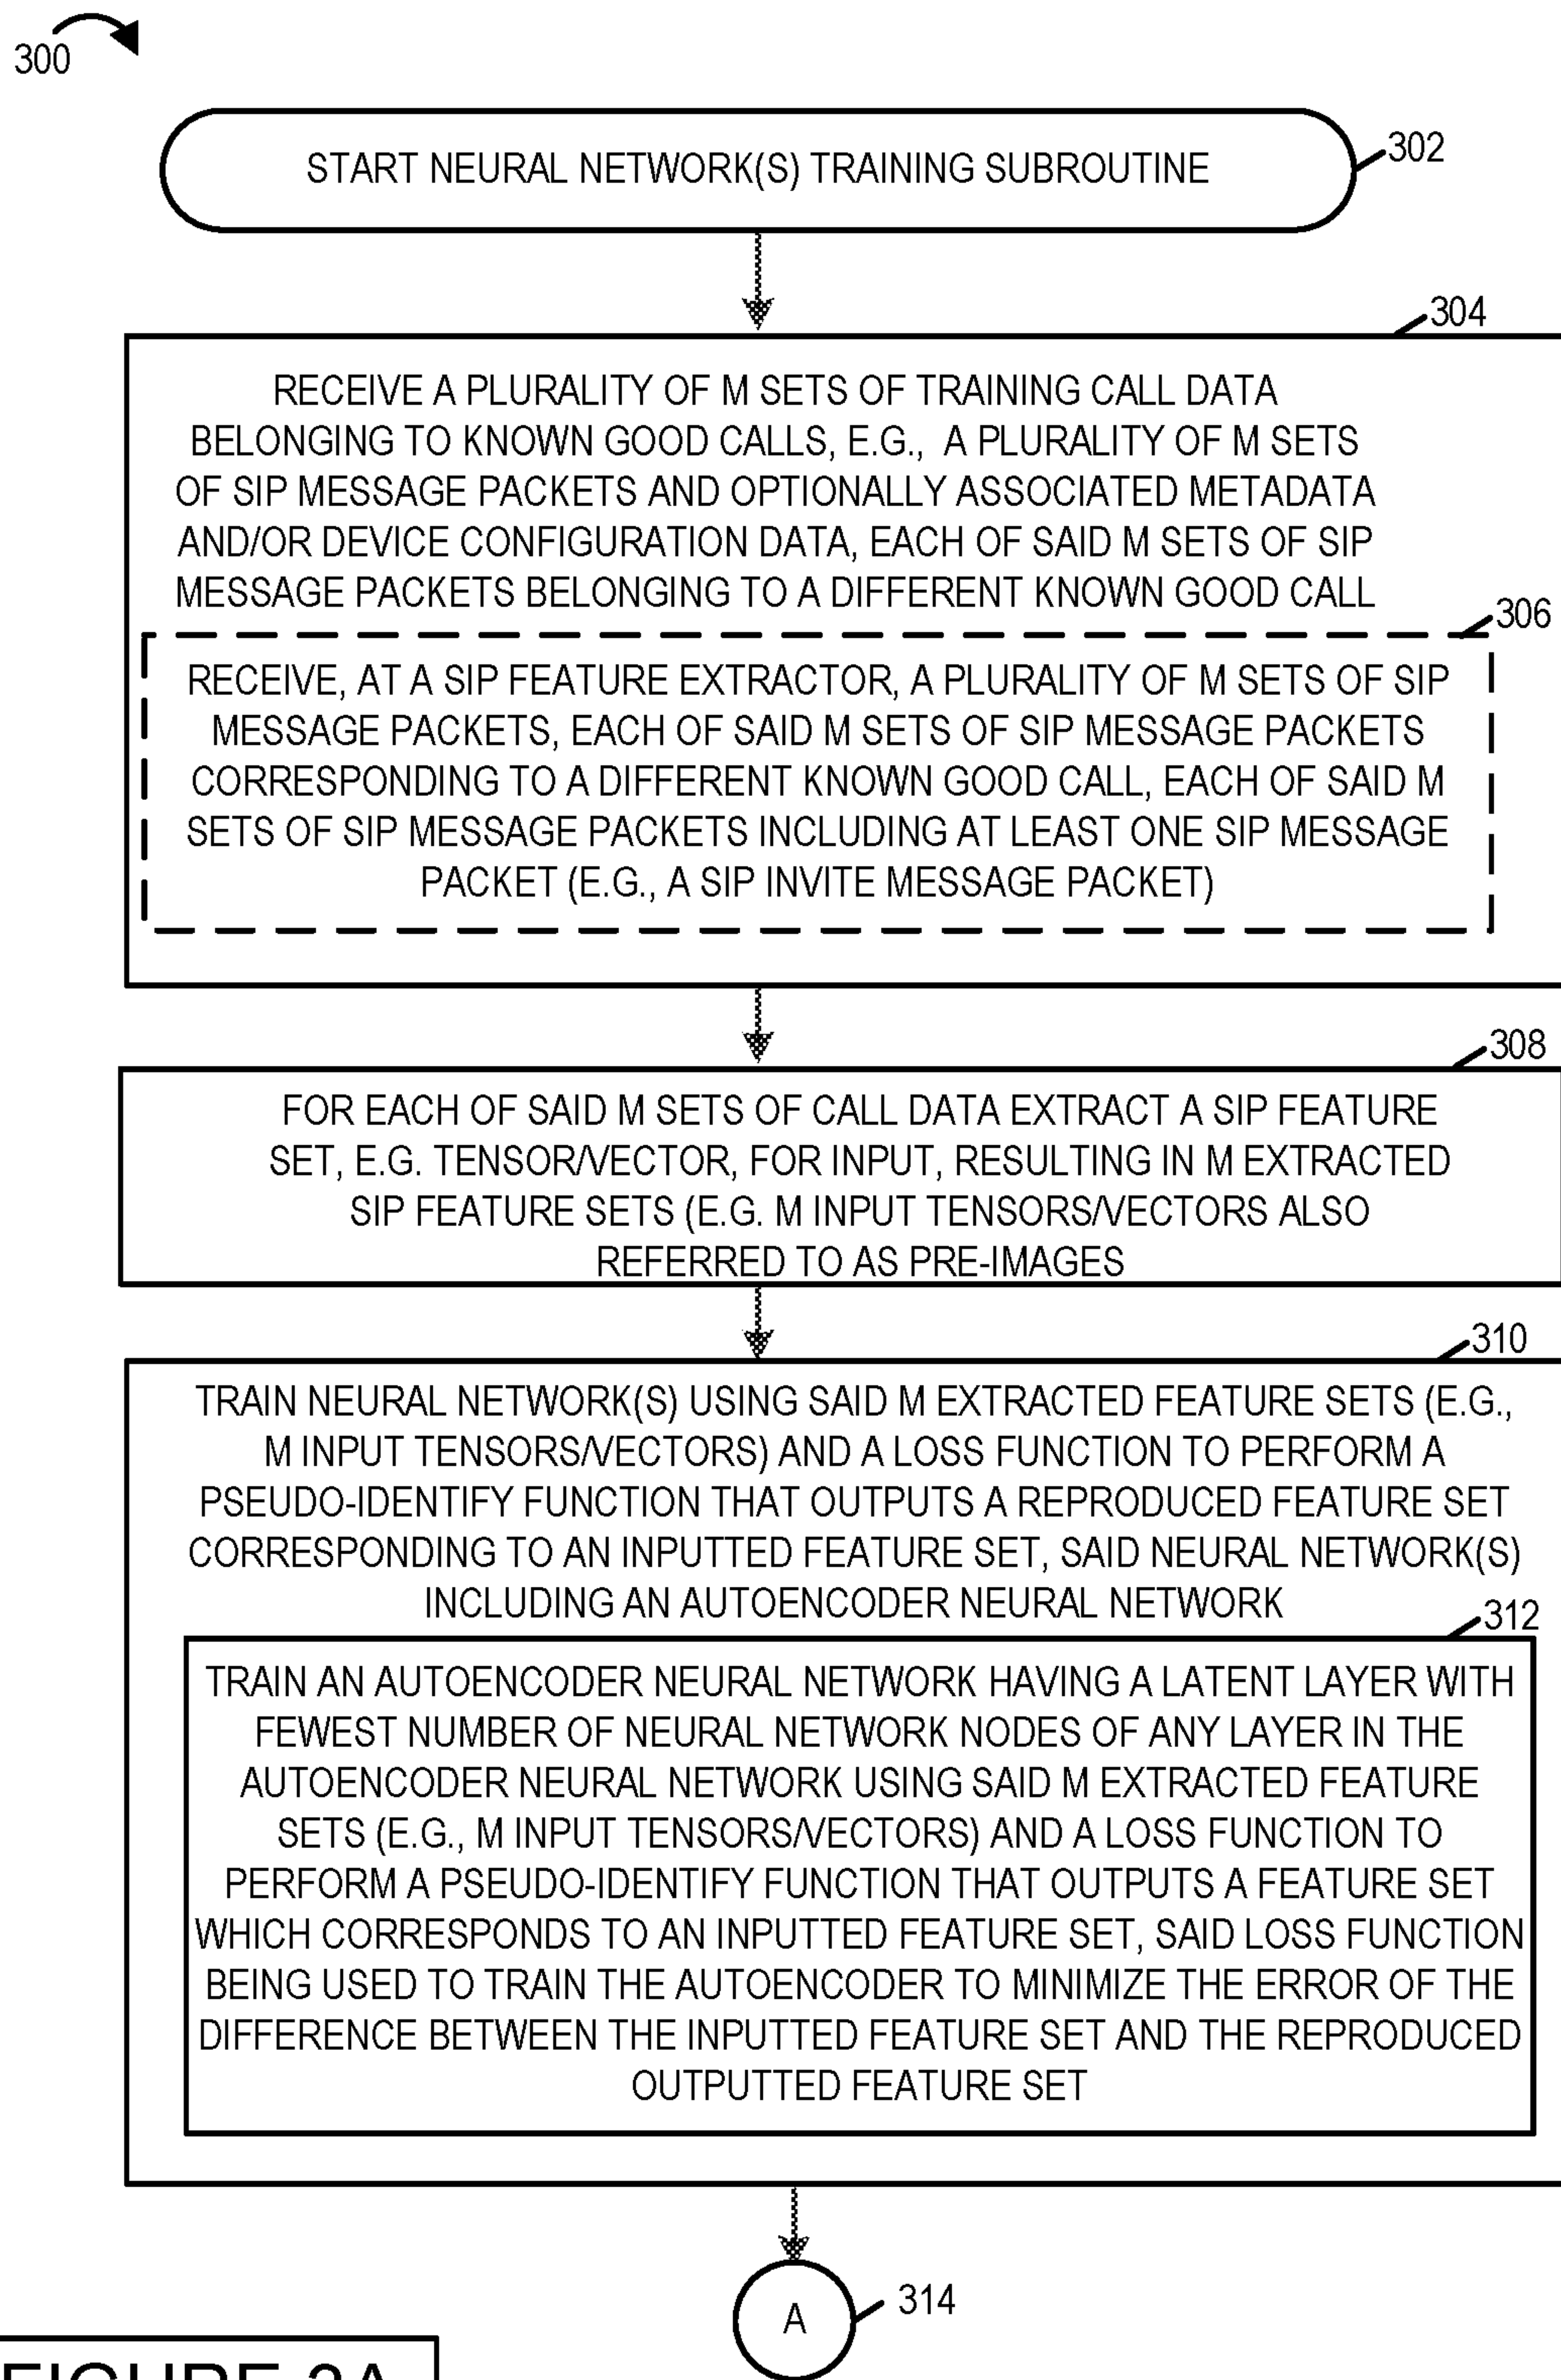 300
START NEURAL NETWORK(S) TRAINING SUBROUTINE
302
304
RECEIVE A PLURALITY OF M SETS OF TRAINING CALL DATA
BELONGING TO KNOWN GOOD CALLS, E.G., A PLURALITY OF M SETS
OF SIP MESSAGE PACKETS AND OPTIONALLY ASSOCIATED METADATA
AND/OR DEVICE CONFIGURATION DATA, EACH OF SAID M SETS OF SIP
MESSAGE PACKETS BELONGING TO A DIFFERENT KNOWN GOOD CALL
306
RECEIVE, AT A SIP FEATURE EXTRACTOR, A PLURALITY OF M SETS OF SIP
MESSAGE PACKETS, EACH OF SAID M SETS OF SIP MESSAGE PACKETS
CORRESPONDING TO A DIFFERENT KNOWN GOOD CALL, EACH OF SAID M
SETS OF SIP MESSAGE PACKETS INCLUDING AT LEAST ONE SIP MESSAGE
PACKET (E.G., A SIP INVITE MESSAGE PACKET)
308
FOR EACH OF SAID M SETS OF CALL DATA EXTRACT A SIP FEATURE
SET, E.G. TENSOR/VECTOR, FOR INPUT, RESULTING IN M EXTRACTED
SIP FEATURE SETS (E.G. M INPUT TENSORS/VECTORS ALSO
REFERRED TO AS PRE-IMAGES
310
TRAIN NEURAL NETWORK(S) USING SAID M EXTRACTED FEATURE SETS (E.G.,
M INPUT TENSORS/VECTORS) AND A LOSS FUNCTION TO PERFORM A
PSEUDO-IDENTIFY FUNCTION THAT OUTPUTS A REPRODUCED FEATURE SET
CORRESPONDING TO AN INPUTTED FEATURE SET, SAID NEURAL NETWORK(S)
INCLUDING AN AUTOENCODER NEURAL NETWORK
312
TRAIN AN AUTOENCODER NEURAL NETWORK HAVING A LATENT LAYER WITH
FEWEST NUMBER OF NEURAL NETWORK NODES OF ANY LAYER IN THE
AUTOENCODER NEURAL NETWORK USING SAID M EXTRACTED FEATURE
SETS (E.G., M INPUT TENSORS/VECTORS) AND A LOSS FUNCTION TO
PERFORM A PSEUDO-IDENTIFY FUNCTION THAT OUTPUTS A FEATURE SET
WHICH CORRESPONDS TO AN INPUTTED FEATURE SET, SAID LOSS FUNCTION
BEING USED TO TRAIN THE AUTOENCODER TO MINIMIZE THE ERROR OF THE
DIFFERENCE BETWEEN THE INPUTTED FEATURE SET AND THE REPRODUCED
OUTPUTTED FEATURE SET
A
314
FIGURE 3A